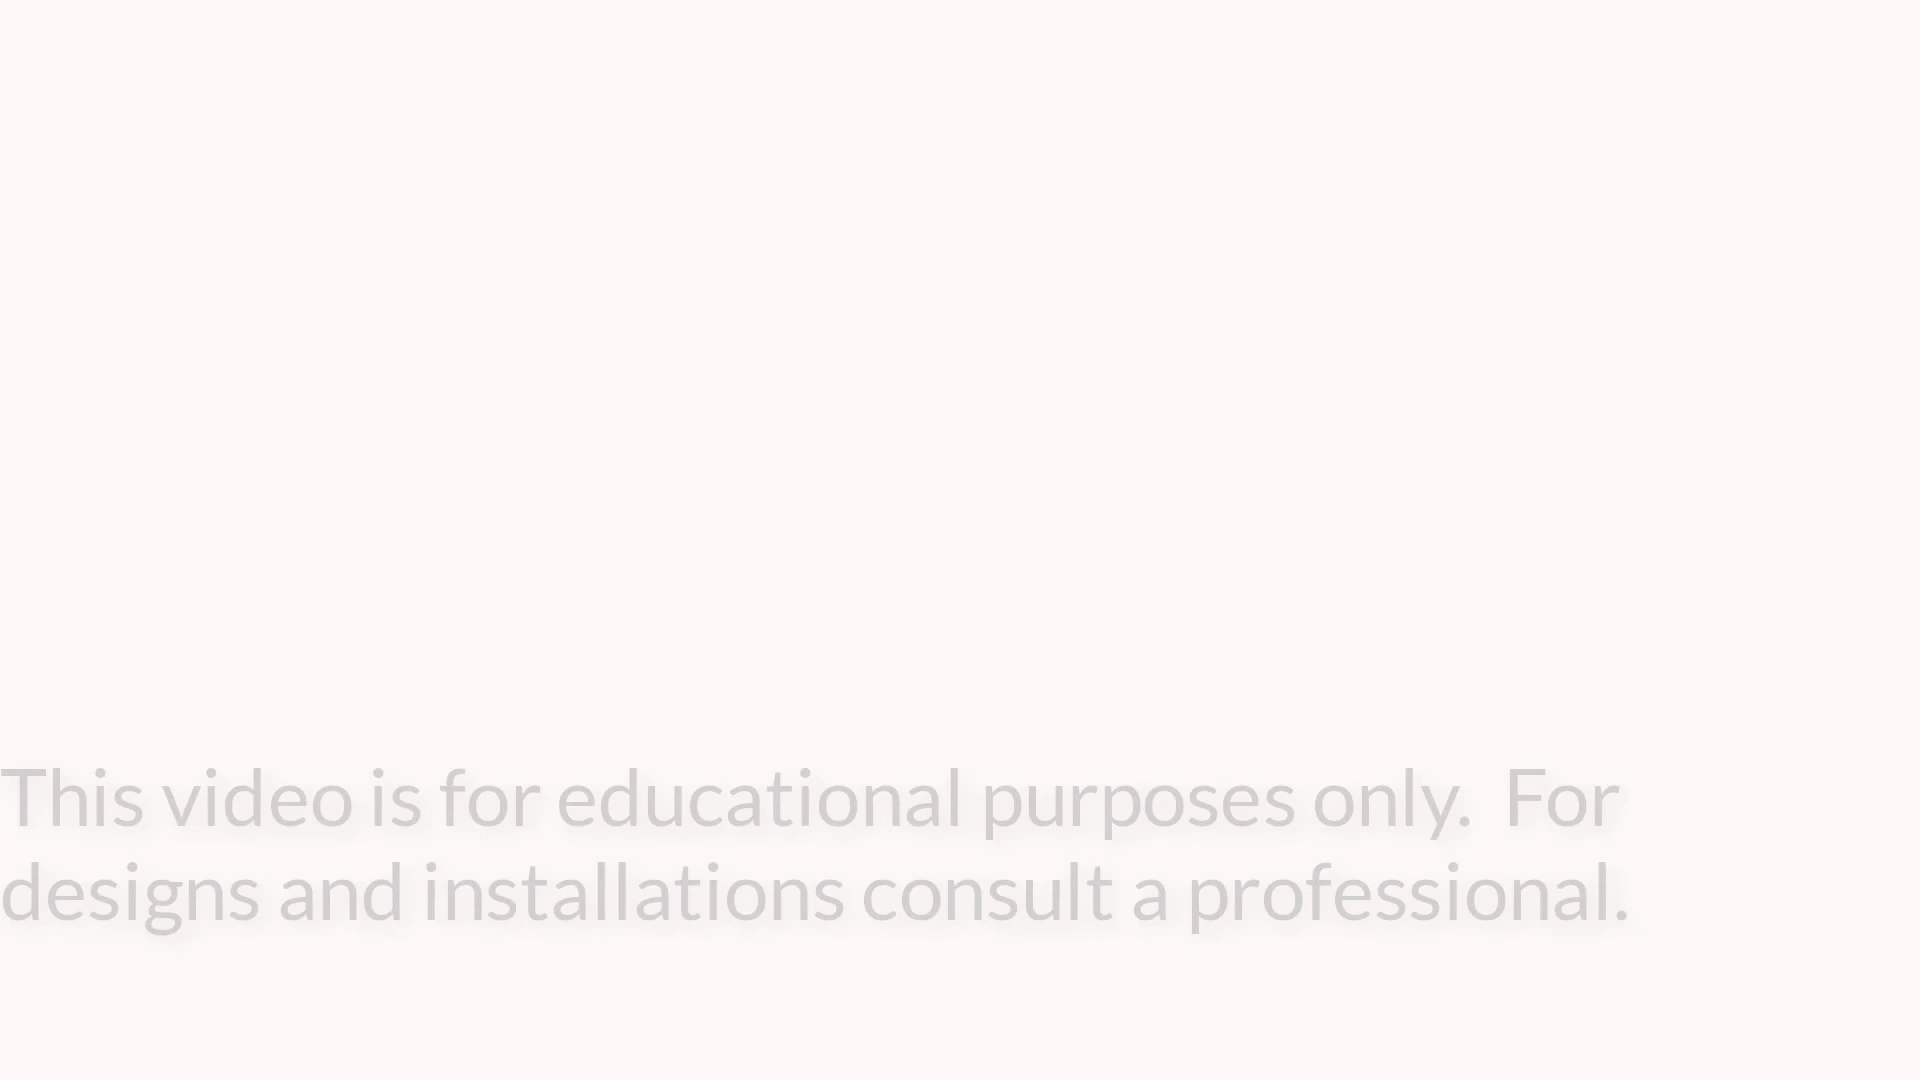 This video is for educational purposes only.  For
designs and installations consult a professional.